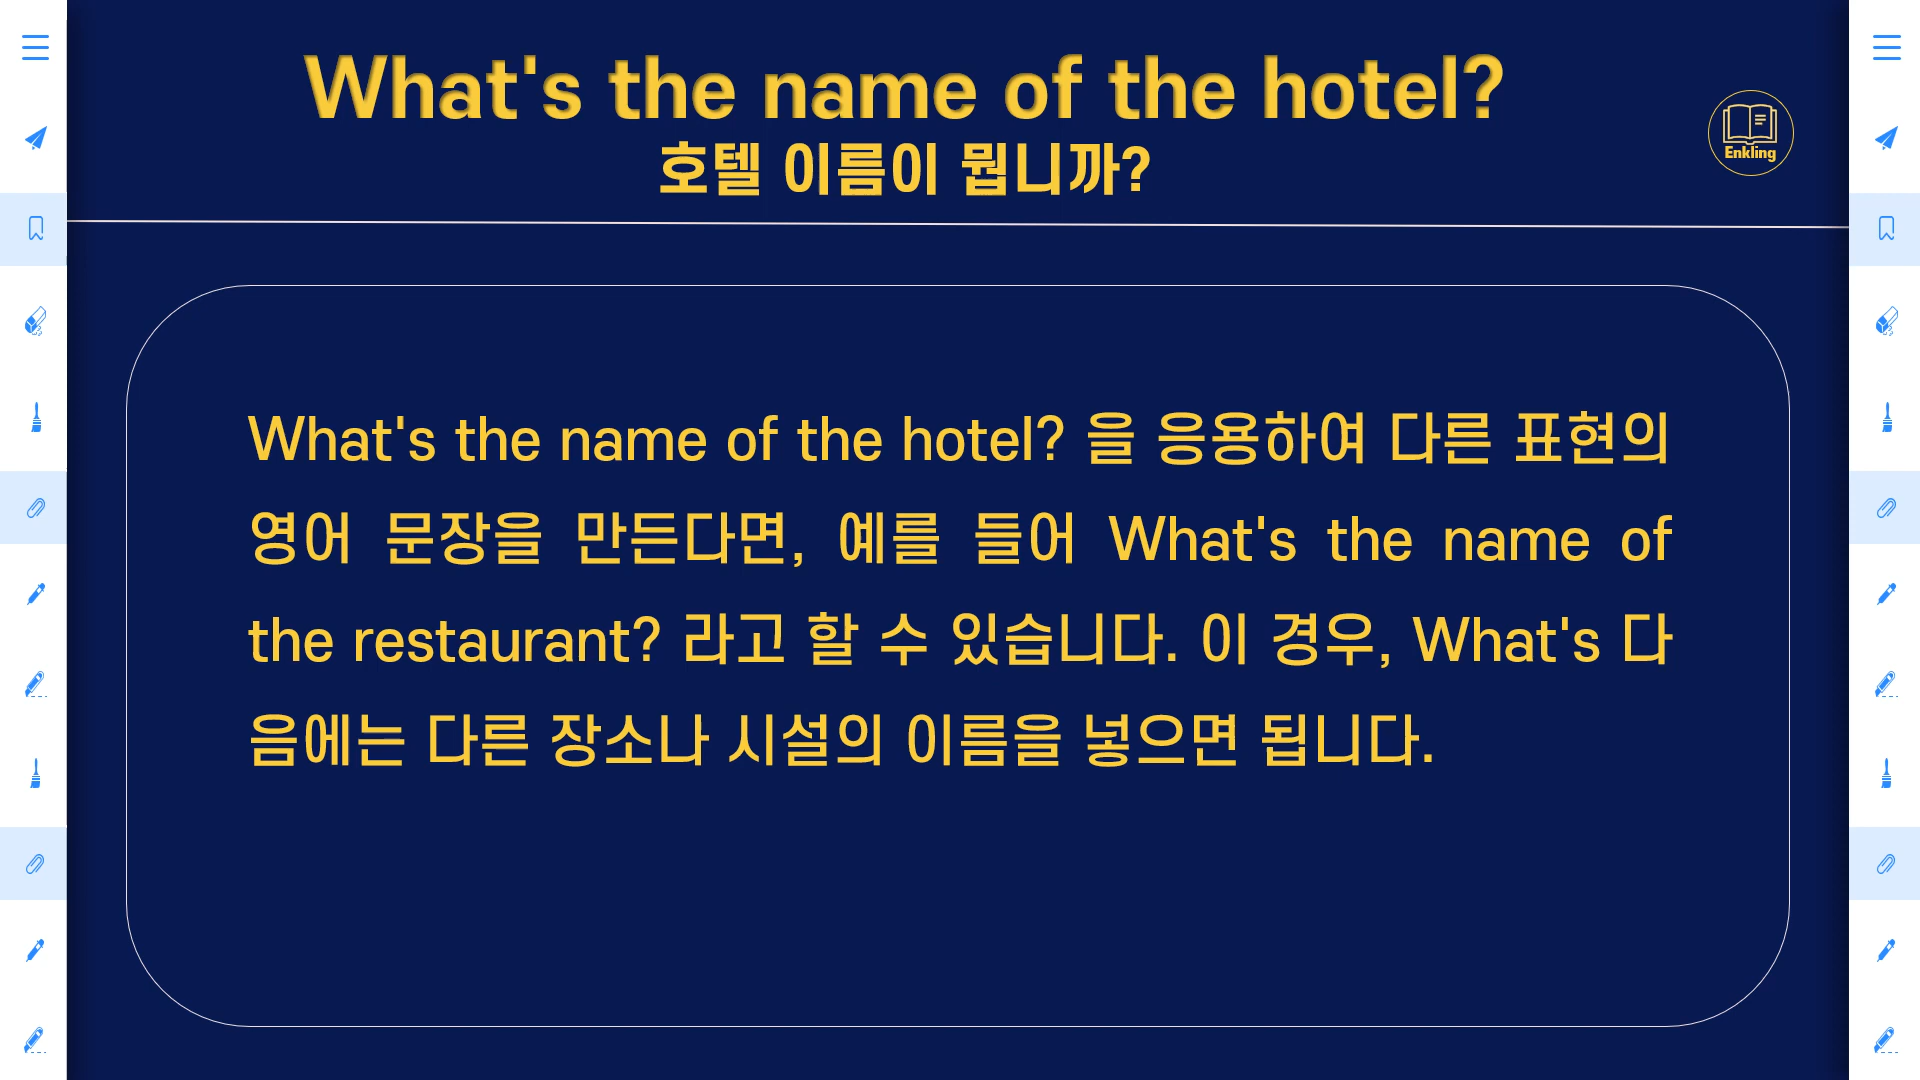 What's the name of the hotel?
호텔 이름이 뭡니까?
Enkling
What's the name of the hotel? 을 응용하여 다른 표현의
영어 문장을 만든다면, 예를 들어 What's the name of
the restaurant? 라고 할 수 있습니다. 이 경우, What's 다
음에는 다른 장소나 시설의 이름을 넣으면 됩니다.